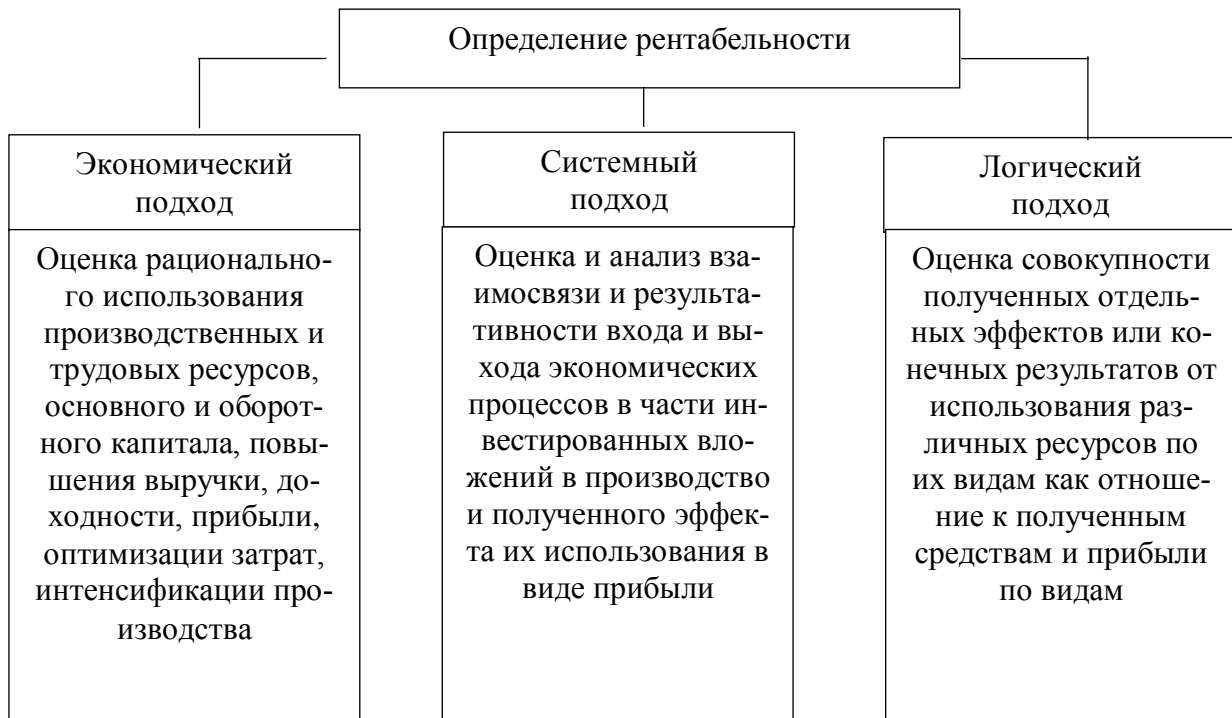 Определение рентабельности
Экономический
подход
Оценка рационально-
го использования
производственных и
трудовых ресурсов,
основного и оборот-
ного капитала, повы-
шения выручки, до-
ходности, прибыли,
оптимизации затрат,
интенсификации про-
изводства
Системный
подход
Оценка и анализ вза-
имосвязи и результа-
тивности входа и вы-
хода экономических
процессов в части ин-
вестированных вло-
жений в производство
и полученного эффек-
та их использования в
виде прибыли
Логический
подход
Оценка совокупности
полученных отдель-
ных эффектов или ко-
нечных результатов от
использования раз-
личных ресурсов по
их видам как отноше-
ние к полученным
средствам и прибыли
по видам